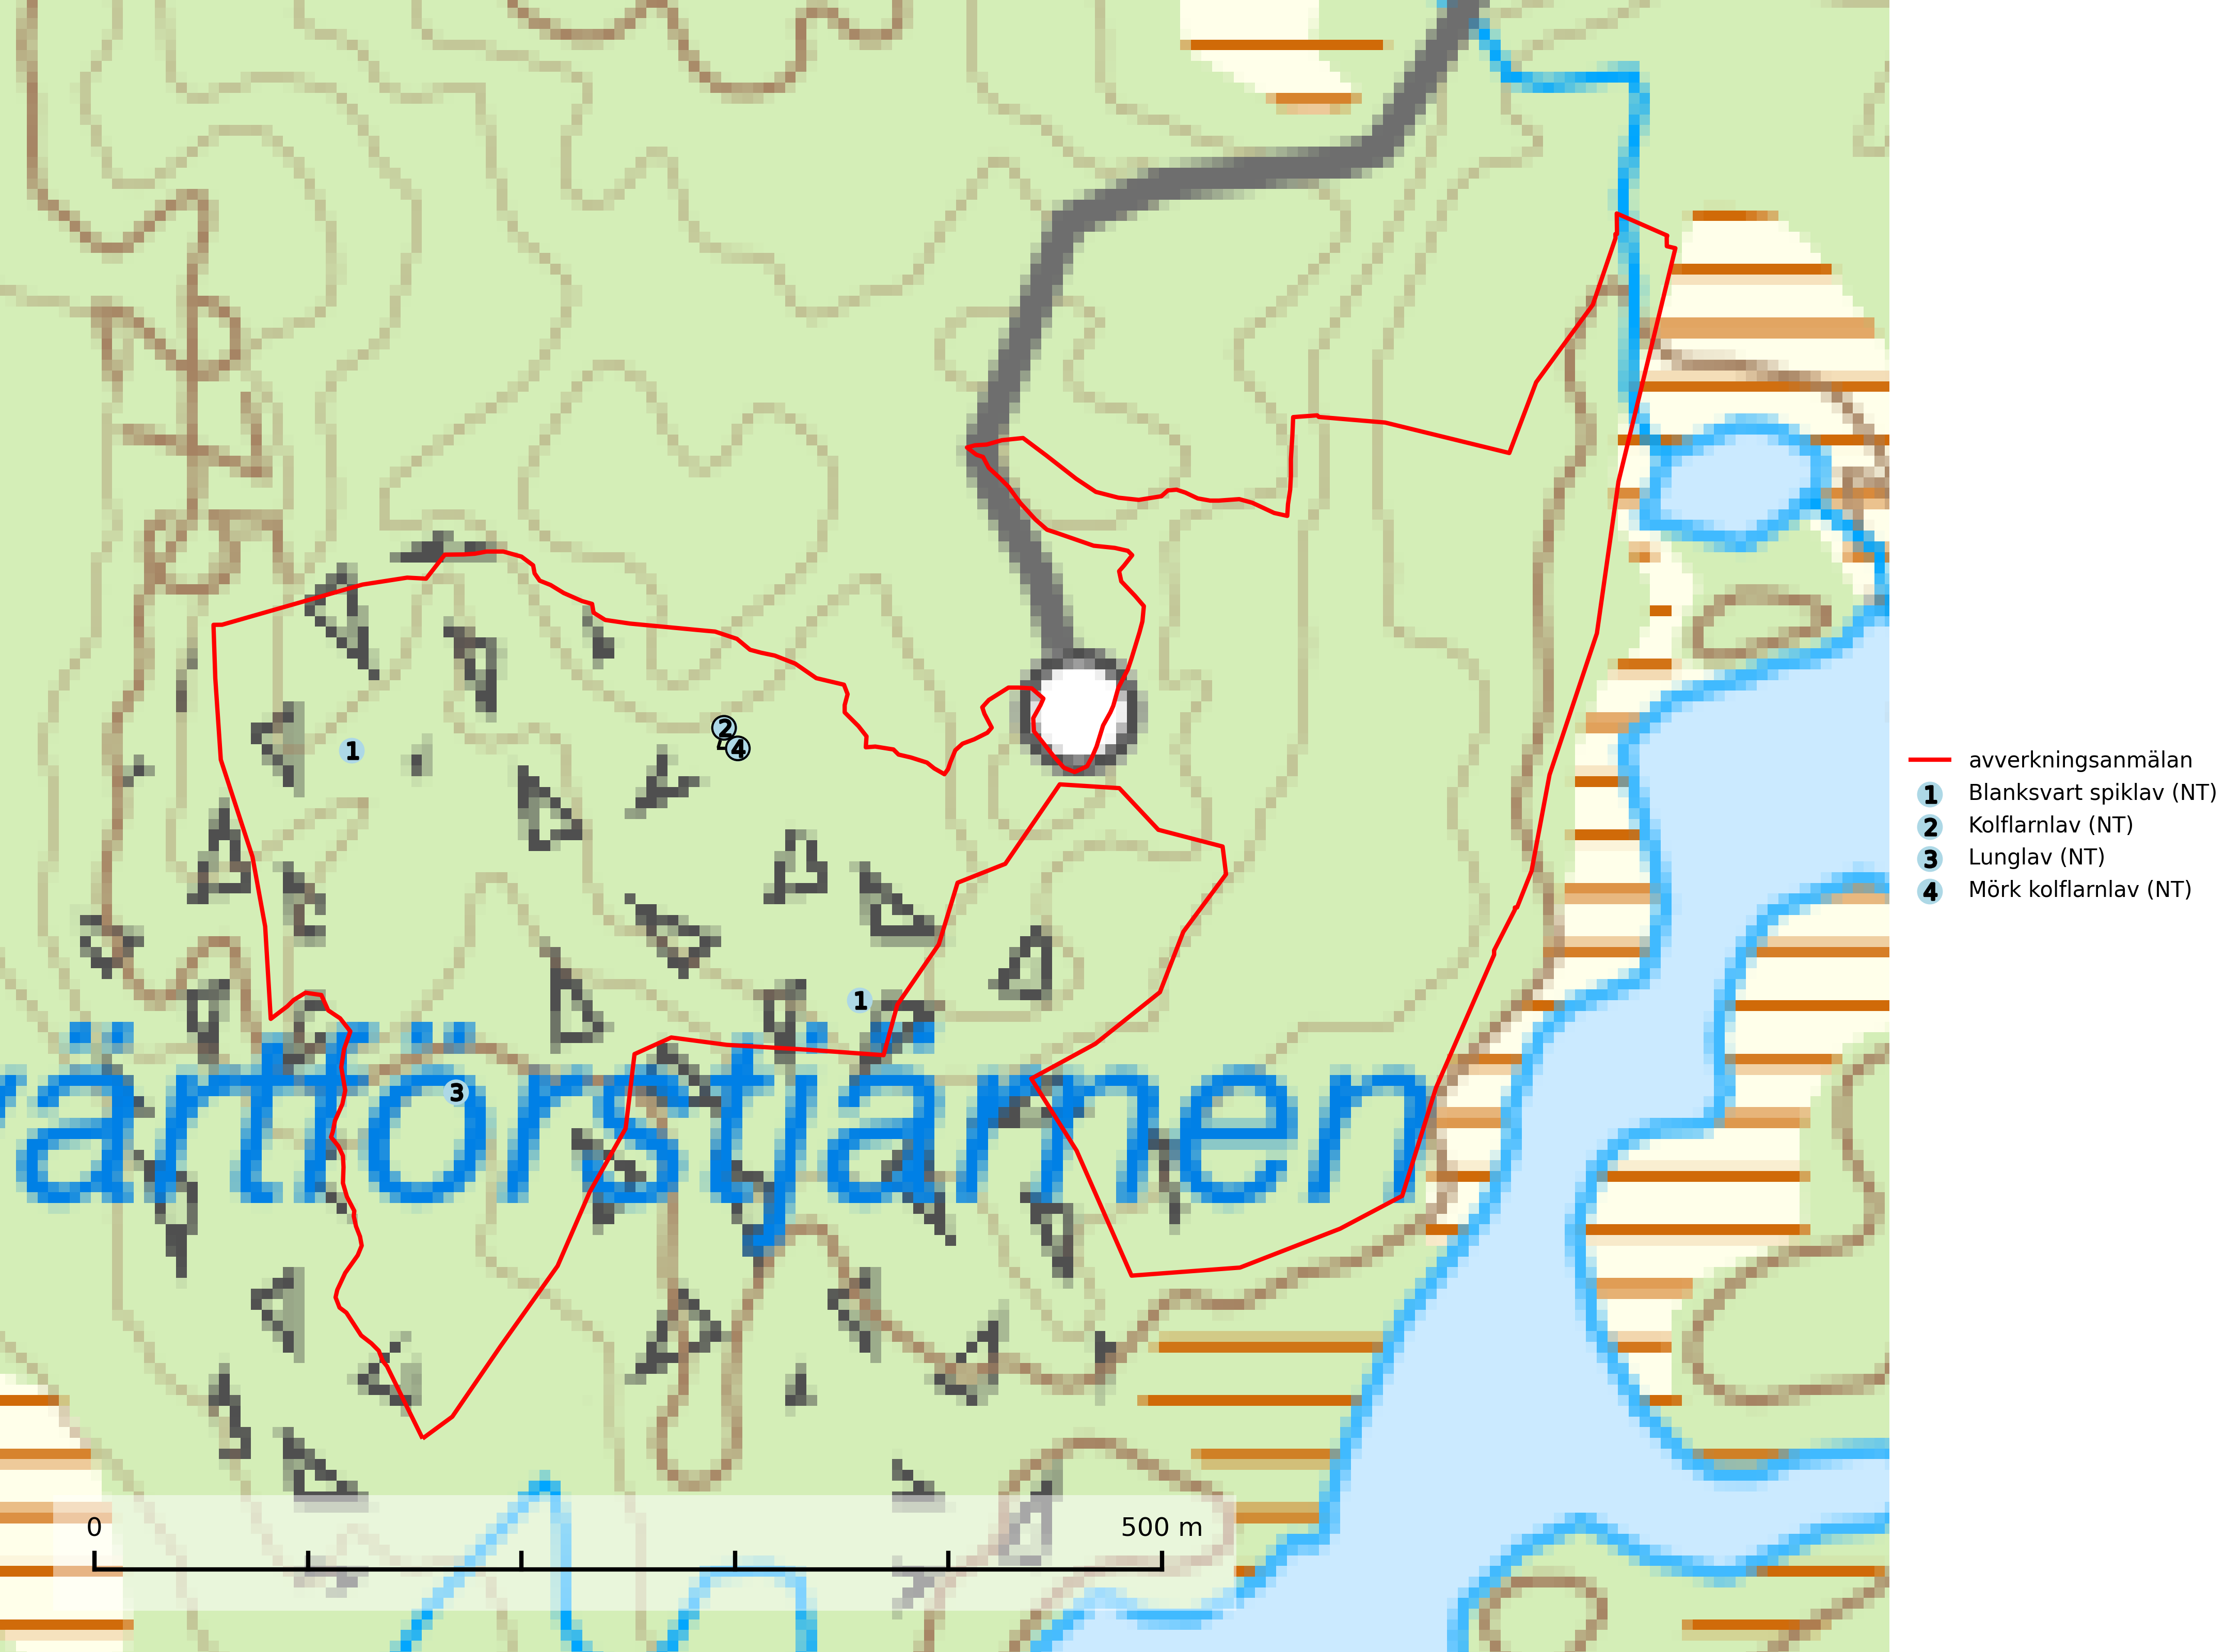 2
4
1
1
värtförstjärnen
3
0 500 m
avverkningsanmälan
1 Blanksvart spiklav (NT)
2 Kolflarnlav (NT)
3 Lunglav (NT)
4 Mörk kolflarnlav (NT)